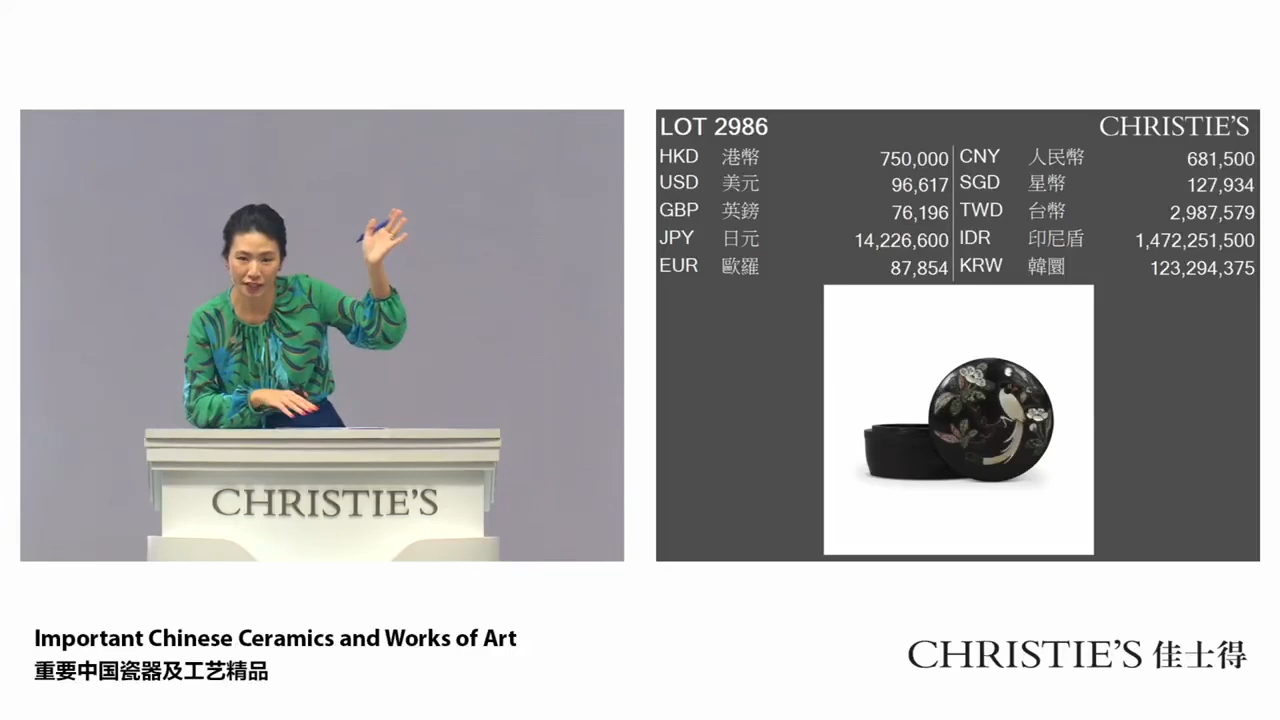 CHRISTIE'S
LOT 2986 CHRISTIE'S
HKD 港幣 750,000 CNY 人民幣 681,500
USD 美元 96,617 SGD 星幣 127,934
GBP 英鎊 76,196 TWD 台幣 2,987,579
JPY 日元 14,226,600 IDR 印尼盾 1,472,251,500
EUR 歐羅 87,854 KRW 韓圜 123,294,375
Important Chinese Ceramics and Works of Art
重要中国瓷器及工艺精品
CHRISTIE'S 佳士得